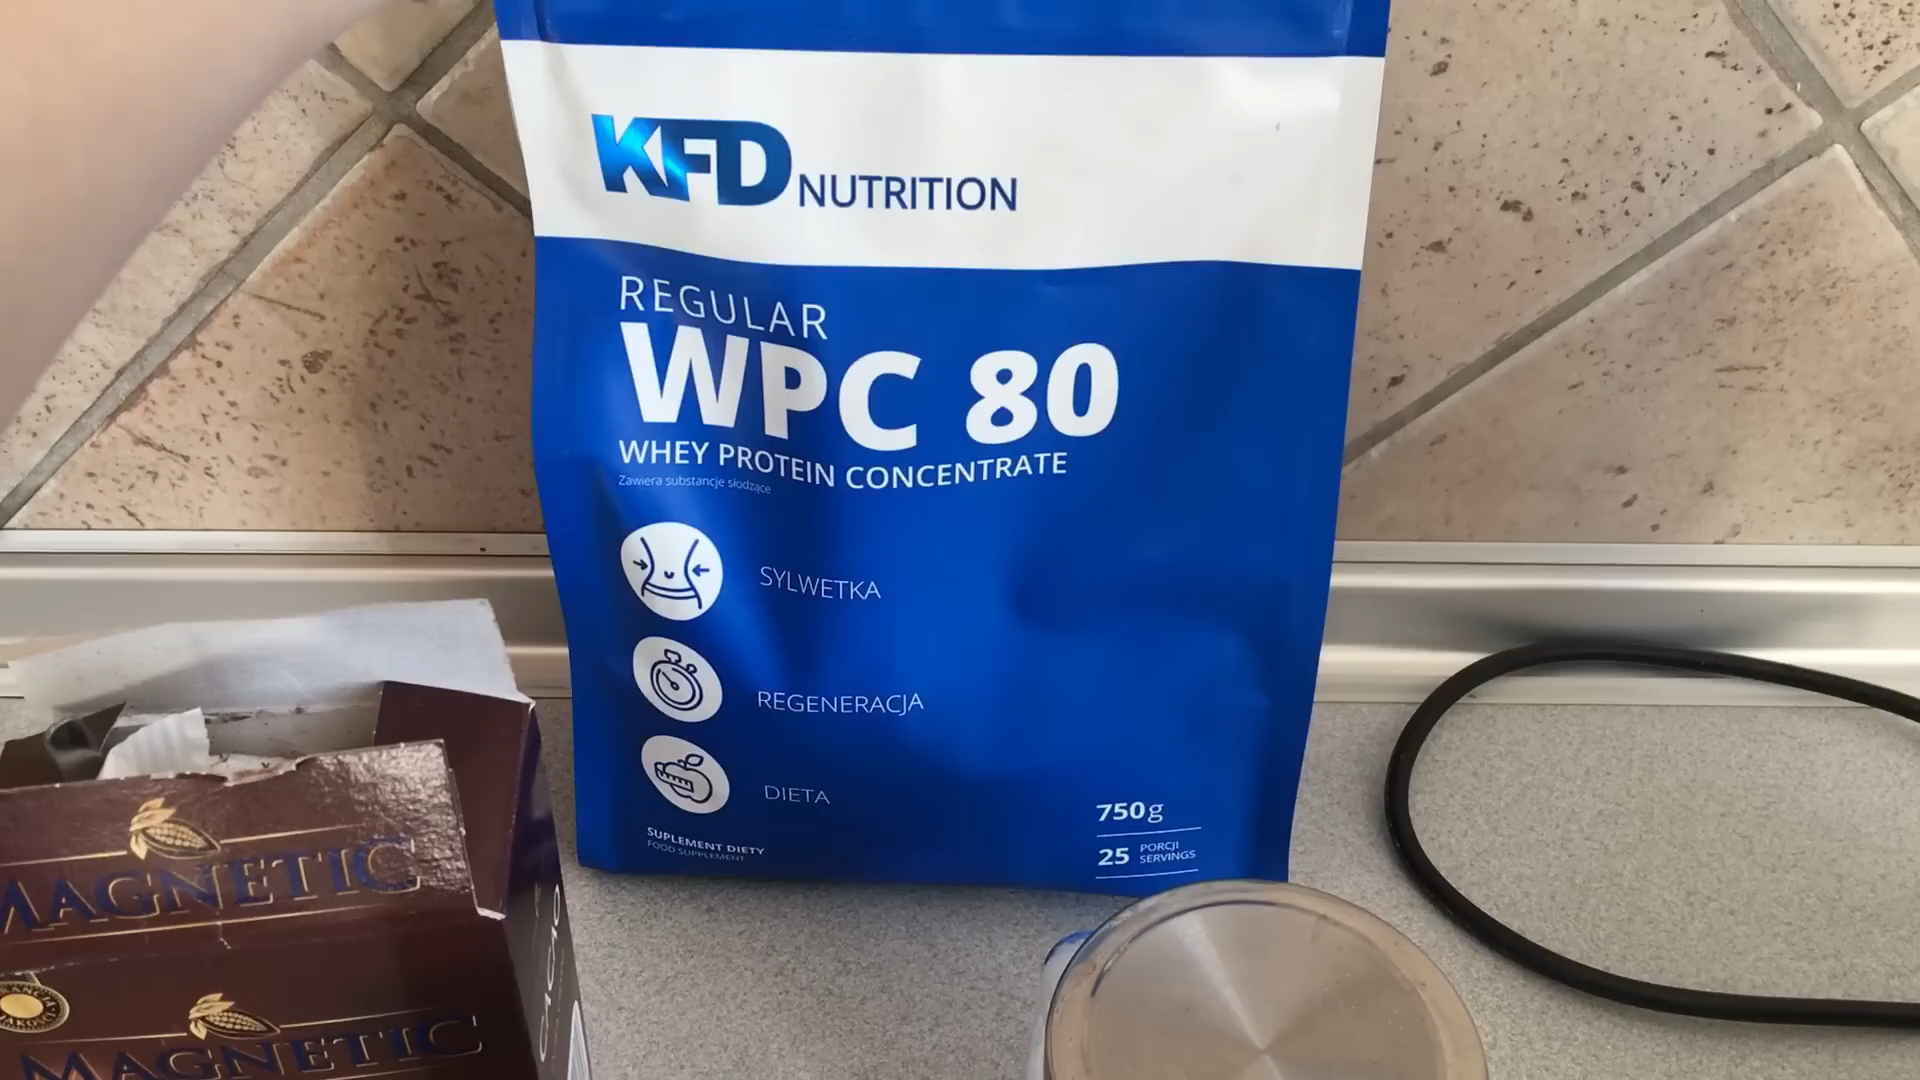 KFD NUTRITION
REGULAR
WPC 80
WHEY PROTEIN CONCENTRATE
Zawiera substancje słodzące
SYLWETKA
REGENERACJA
DIETA
SUPLEMENT DIETY
FOOD SUPPLEMENT
750g
25 PORCJI
SERVINGS
MAGNETIC
MAGNETIC
cacao